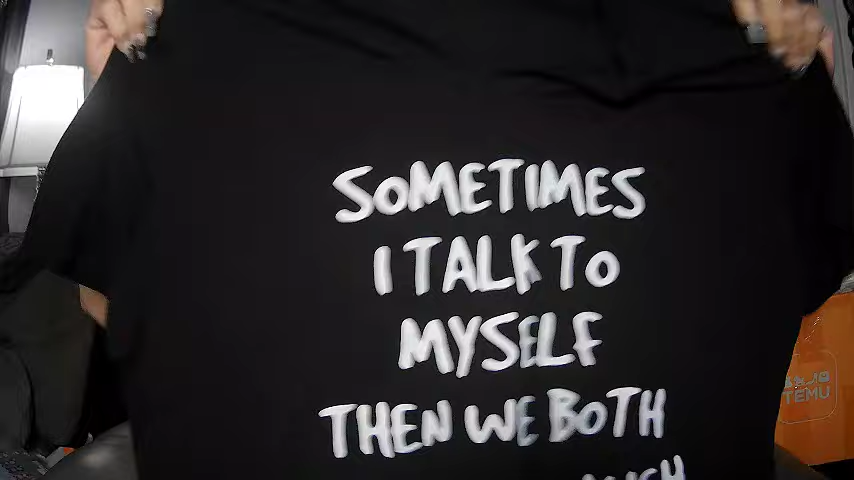 SOMETIMES
I TALK TO
MYSELF
THEN WE BOTH
TEMU